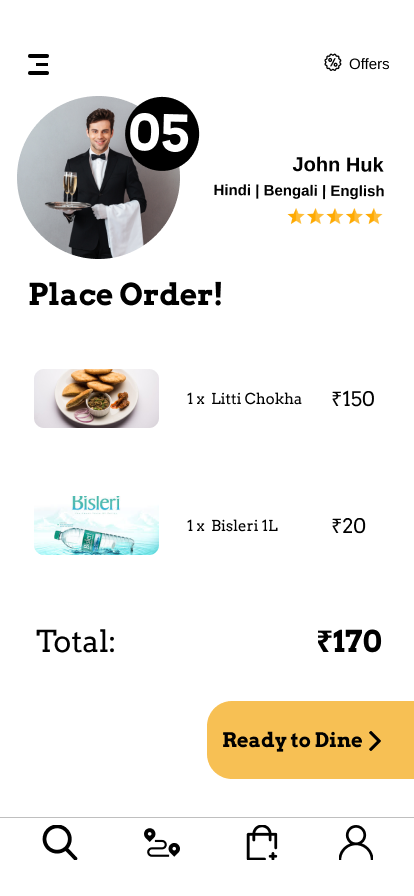 Offers
05
John Huk
Hindi | Bengali | English
Place Order!
1 x Litti Chokha ₹150
Bisleri
1 x Bisleri 1L ₹20
Total: ₹170
Ready to Dine